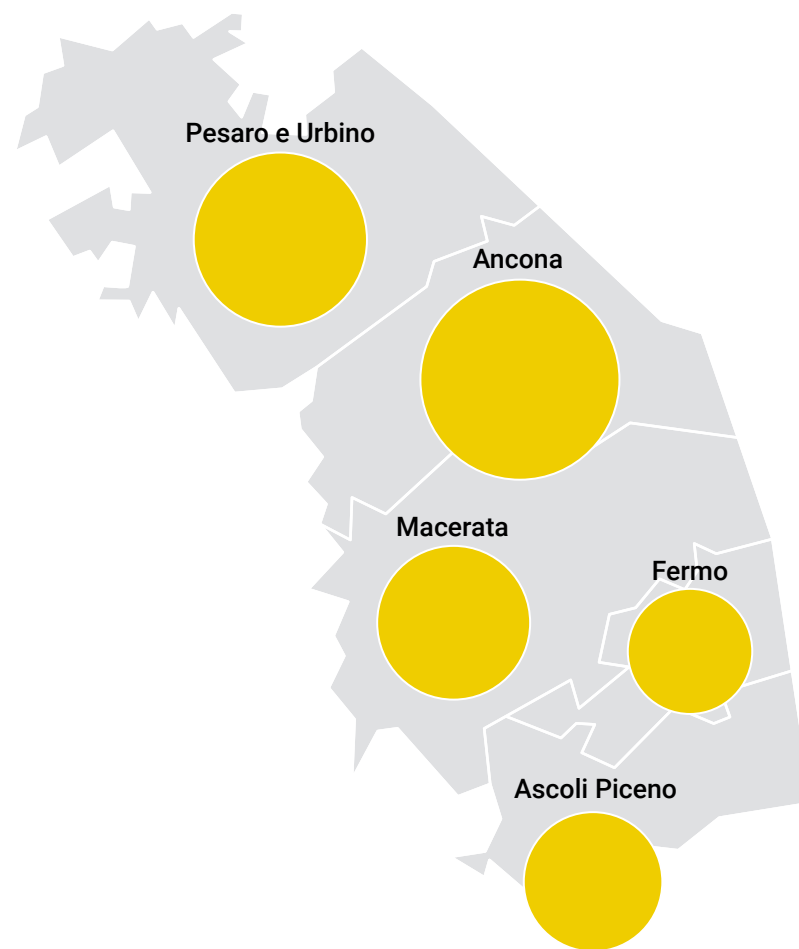 Pesaro e Urbino
Ancona
Macerata
Fermo
Ascoli Piceno